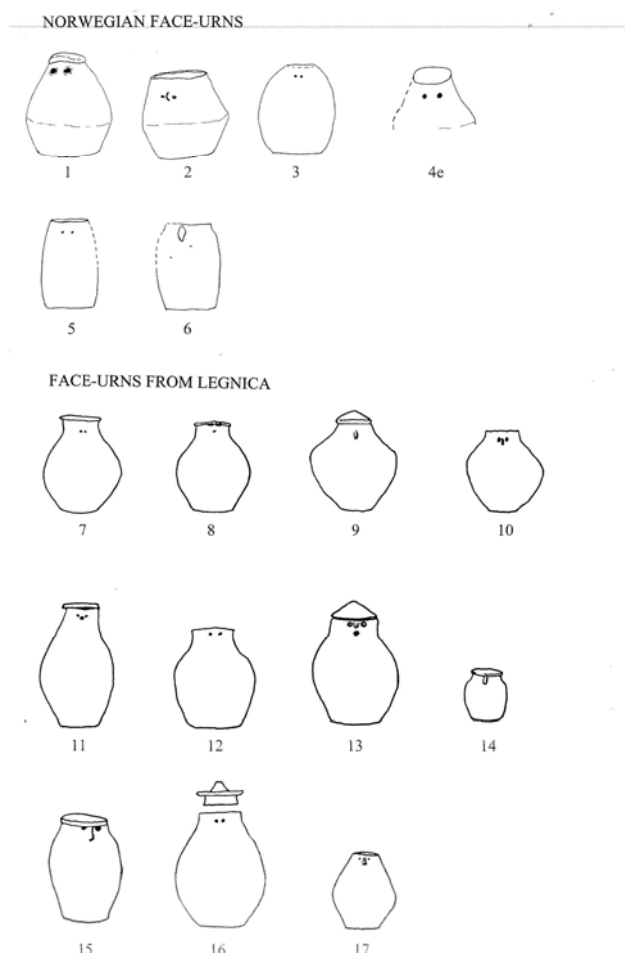 NORWEGIAN FACE-URNS
1 2 3 4e
5 6
FACE-URNS FROM LEGNICA
7 8 9 10
11 12 13 14
15 16 17